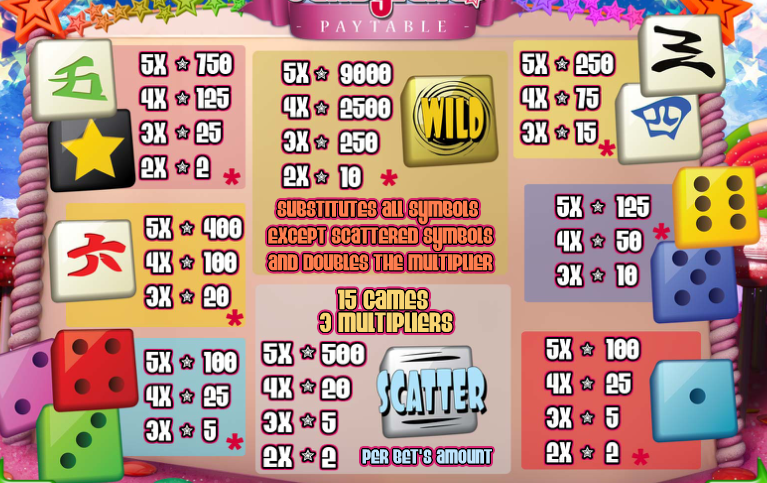 PAYTABLE
五
5X ☆ 750
4X ☆ 125
3X ☆ 25
2X ☆ 2 *
5X ☆ 9000
4X ☆ 2500
3X ☆ 250
2X ☆ 10 *
WILD
SUBSTITUTES ALL SYMBOLS
EXCEPT SCATTERED SYMBOLS
AND DOUBLES THE MULTIPLIER
5X ☆ 250
4X ☆ 75
3X ☆ 15 *
三
四
六
5X ☆ 400
4X ☆ 100
3X ☆ 20 *
5X ☆ 125
4X ☆ 50 *
3X ☆ 10
5X ☆ 100
4X ☆ 25
3X ☆ 5 *
15 GAMES
3 MULTIPLIERS
5X ☆ 500
4X ☆ 20
3X ☆ 5
2X ☆ 2
SCATTER
PER BET'S AMOUNT
5X ☆ 100
4X ☆ 25
3X ☆ 5
2X ☆ 2 *